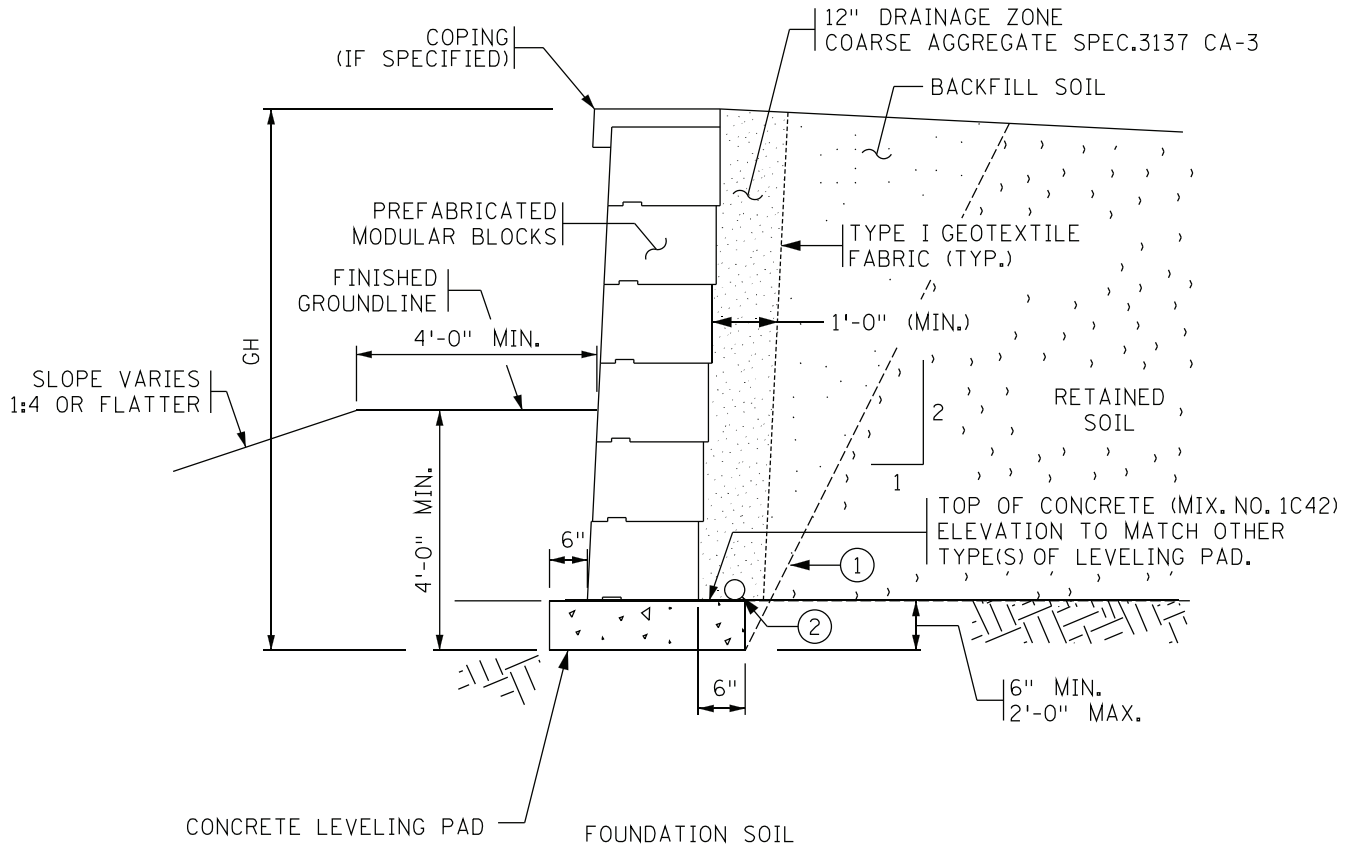 12" DRAINAGE ZONE
COARSE AGGREGATE SPEC.3137 CA-3
COPING
(IF SPECIFIED)
BACKFILL SOIL
PREFABRICATED
MODULAR BLOCKS
TYPE I GEOTEXTILE
FABRIC (TYP.)
FINISHED
GROUNDLINE
1'-0" (MIN.)
4'-0" MIN.
GH
SLOPE VARIES
1:4 OR FLATTER
2
1
RETAINED
SOIL
4'-0" MIN.
TOP OF CONCRETE (MIX. NO. 1C42)
ELEVATION TO MATCH OTHER
TYPE(S) OF LEVELING PAD.
6"
1
2
6"
6" MIN.
2'-0" MAX.
CONCRETE LEVELING PAD
FOUNDATION SOIL